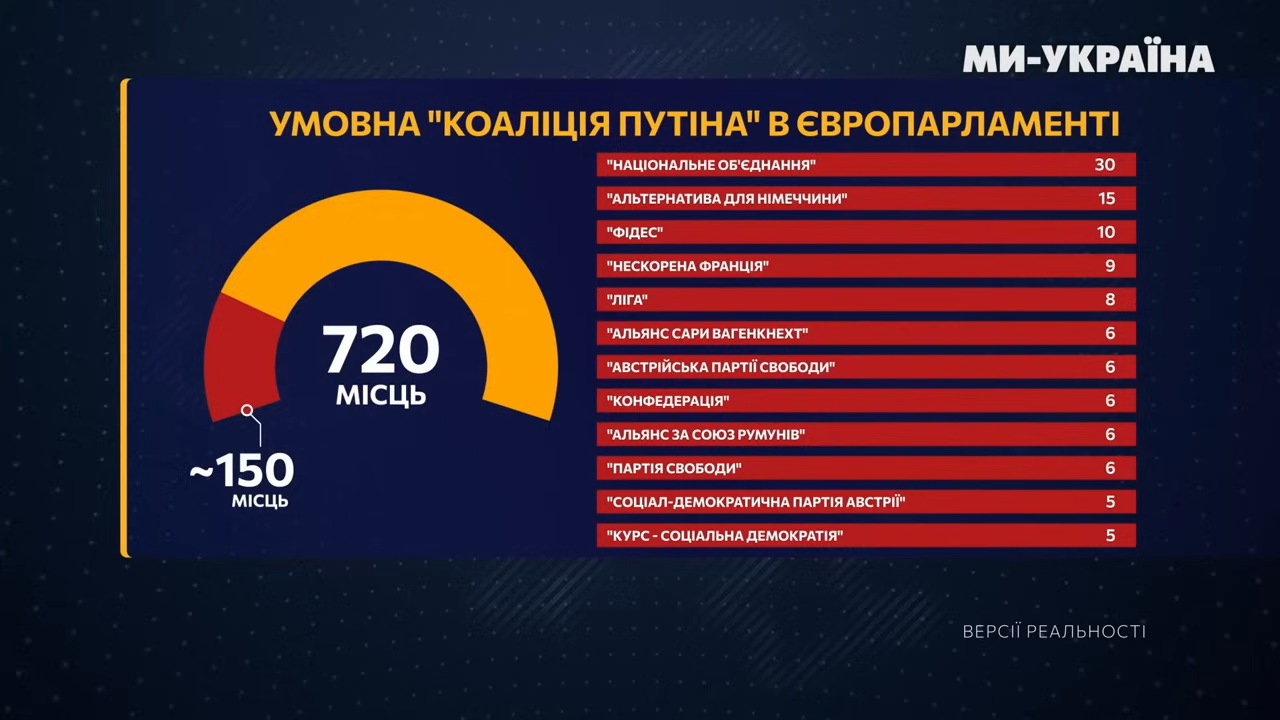 МИ-УКРАЇНА
УМОВНА "КОАЛІЦІЯ ПУТІНА" В ЄВРОПАРЛАМЕНТІ
720
МІСЦЬ
~150
МІСЦЬ
"НАЦІОНАЛЬНЕ ОБ'ЄДНАННЯ" 30
"АЛЬТЕРНАТИВА ДЛЯ НІМЕЧЧИНИ" 15
"ФІДЕС" 10
"НЕСКОРЕНА ФРАНЦІЯ" 9
"ЛІГА" 8
"АЛЬЯНС САРИ ВАГЕНКНЕХТ" 6
"АВСТРІЙСЬКА ПАРТІЇ СВОБОДИ" 6
"КОНФЕДЕРАЦІЯ" 6
"АЛЬЯНС ЗА СОЮЗ РУМУНІВ" 6
"ПАРТІЯ СВОБОДИ" 6
"СОЦІАЛ-ДЕМОКРАТИЧНА ПАРТІЯ АВСТРІЇ" 5
"КУРС - СОЦІАЛЬНА ДЕМОКРАТІЯ" 5
ВЕРСІЇ РЕАЛЬНОСТІ